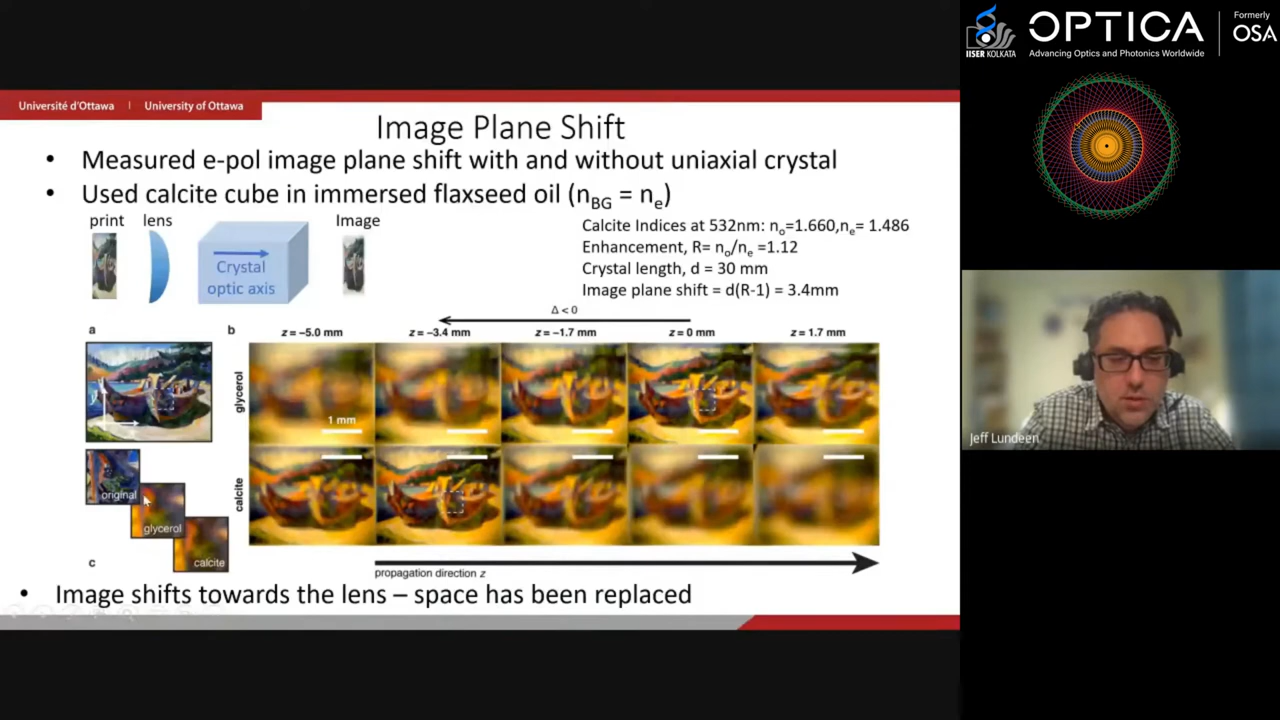 Université d'Ottawa | University of Ottawa
Image Plane Shift
• Measured e-pol image plane shift with and without uniaxial crystal
• Used calcite cube in immersed flaxseed oil (nBG = ne)
print lens Image
Crystal
optic axis
Calcite Indices at 532nm: no=1.660,ne= 1.486
Enhancement, R= no/ne =1.12
Crystal length, d = 30 mm
Image plane shift = d(R-1) = 3.4mm
Δ < 0
a
b
z = −5.0 mm z = −3.4 mm z = −1.7 mm z = 0 mm z = 1.7 mm
glycerol
1 mm
calcite
y
x
original
glycerol
calcite
c
propagation direction z
• Image shifts towards the lens – space has been replaced
IISER KOLKATA
OPTICA
Advancing Optics and Photonics Worldwide
Formerly
OSA
Jeff Lundeen